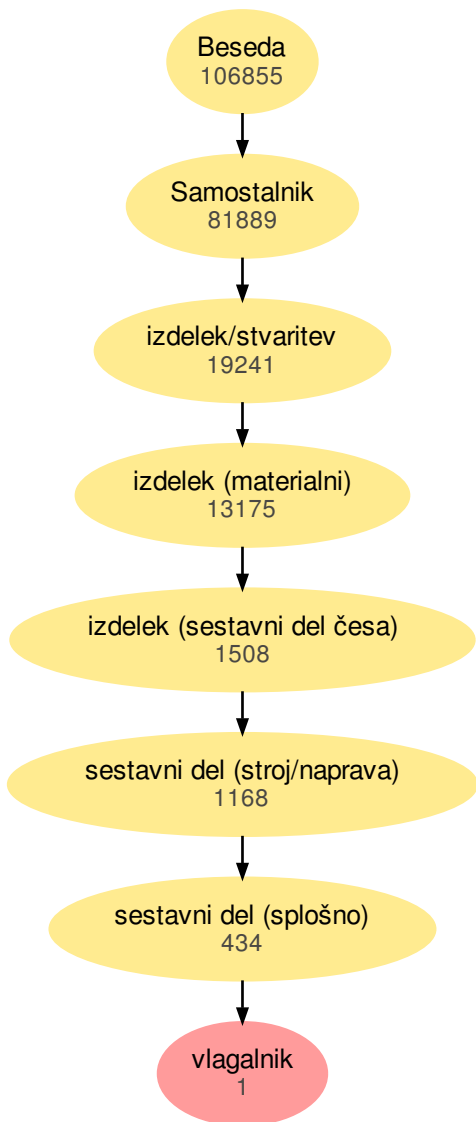 Beseda
106855
Samostalnik
81889
izdelek/stvaritev
19241
izdelek (materialni)
13175
izdelek (sestavni del česa)
1508
sestavni del (stroj/naprava)
1168
sestavni del (splošno)
434
vlagalnik
1